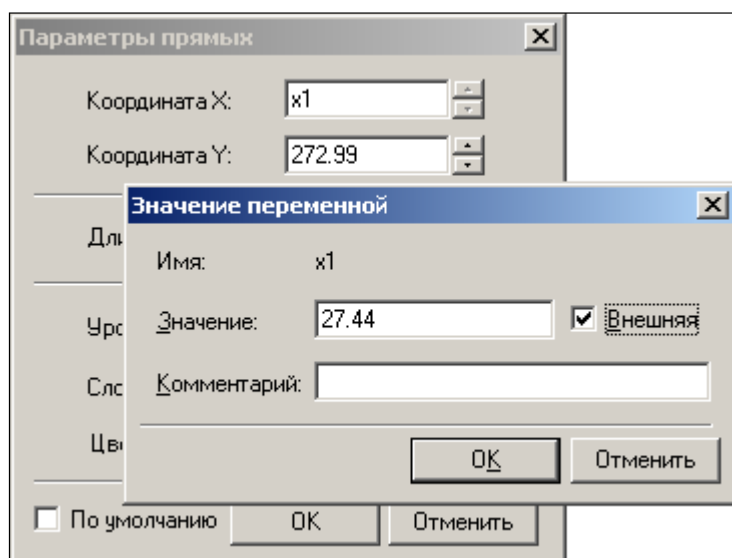 Параметры прямых
Координата X: x1
Координата Y: 272.99
Значение переменной
Имя: x1
Значение: 27.44 Внешняя
Комментарий:
OK Отменить
По умолчанию OK Отменить